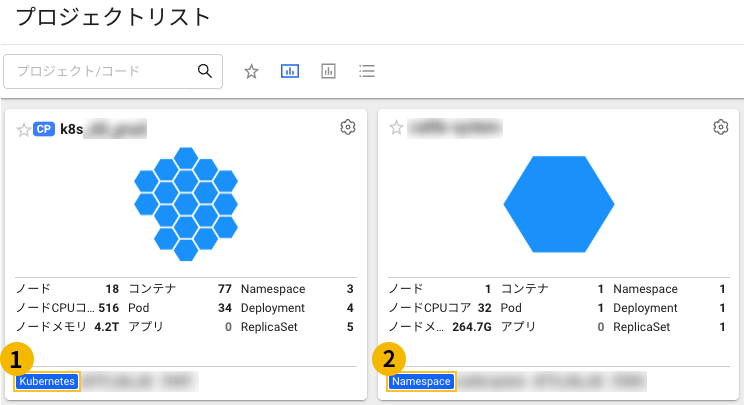 プロジェクトリスト
プロジェクト/コード
CP k8s
ノード 18 コンテナ 77 Namespace 3
ノードCPUコ... 516 Pod 34 Deployment 4
ノードメモリ 4.2T アプリ 0 ReplicaSet 5
1
Kubernetes
ノード 1 コンテナ 1 Namespace 1
ノードCPUコア 32 Pod 1 Deployment 1
ノードメ... 264.7G アプリ 0 ReplicaSet 1
2
Namespace